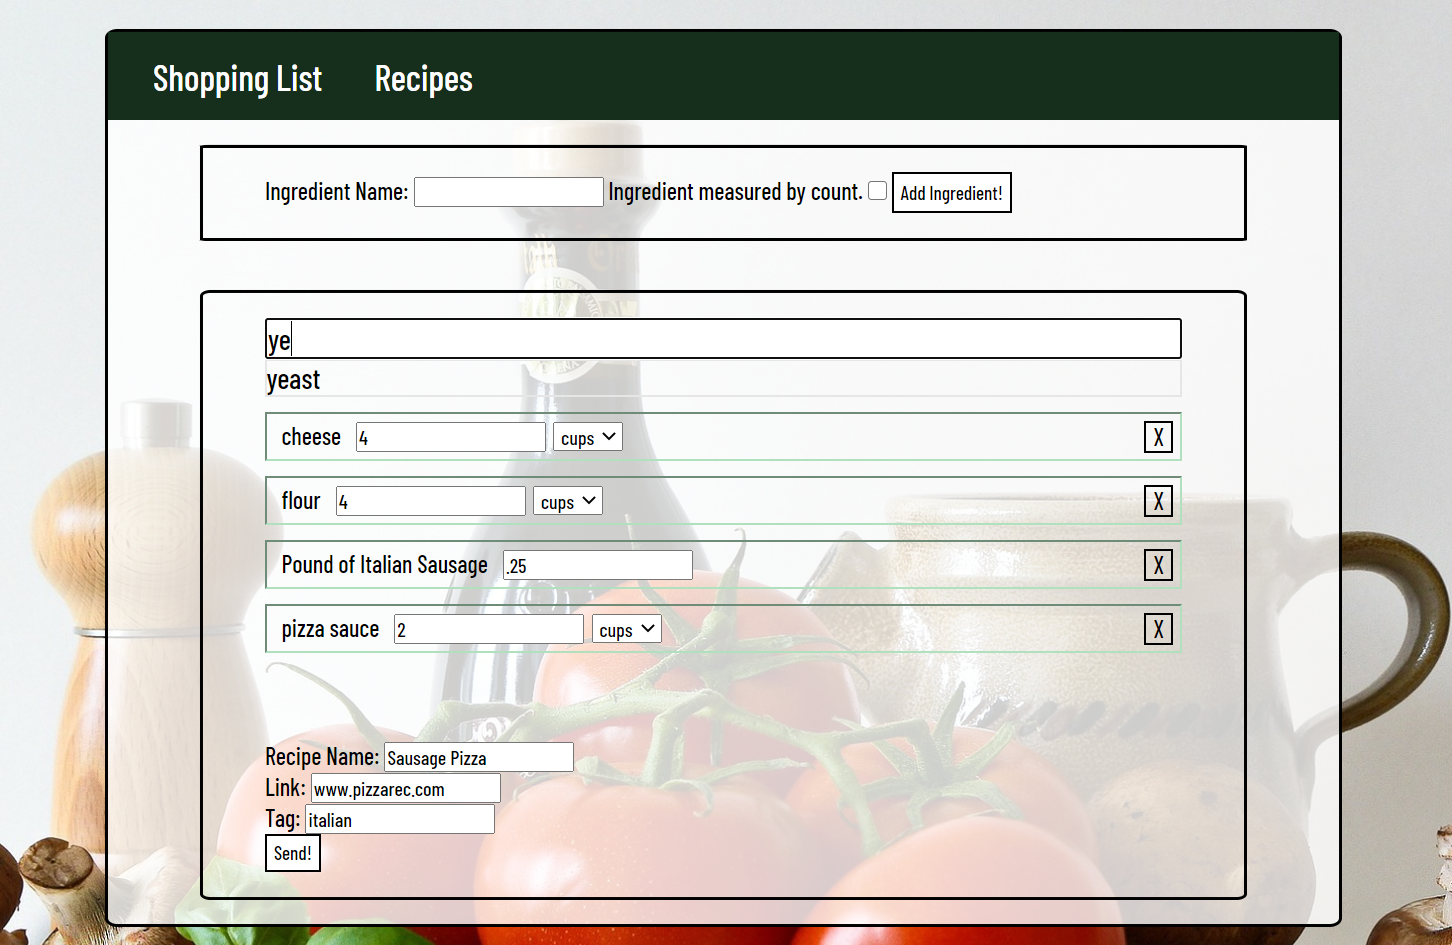 Shopping List Recipes
Ingredient Name: Ingredient measured by count. Add Ingredient!
ye
yeast
cheese 4 cups X
flour 4 cups X
Pound of Italian Sausage .25 X
pizza sauce 2 cups X
Recipe Name: Sausage Pizza
Link: www.pizzarec.com
Tag: italian
Send!